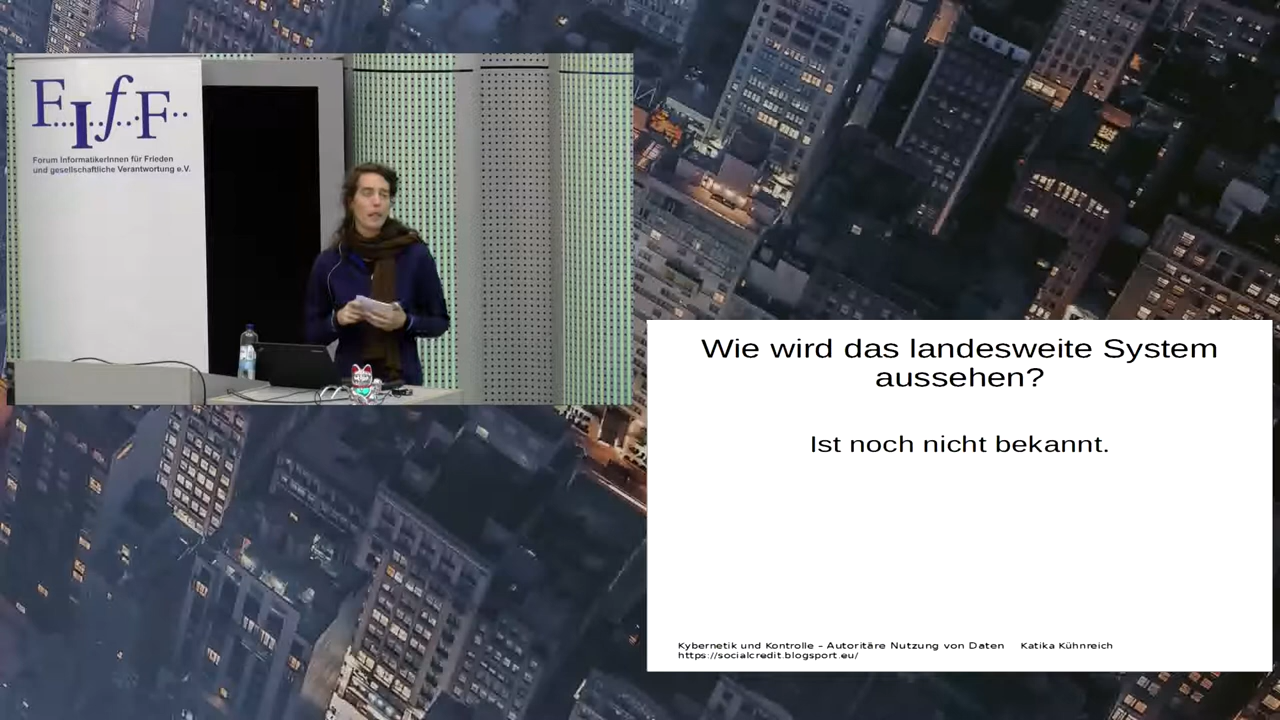 F..I..f..F..
Forum InformatikerInnen für Frieden
und gesellschaftliche Verantwortung e.V.
Wie wird das landesweite System
aussehen?
Ist noch nicht bekannt.
Kybernetik und Kontrolle – Autoritäre Nutzung von Daten Katika Kühnreich
https://socialcredit.blogsport.eu/